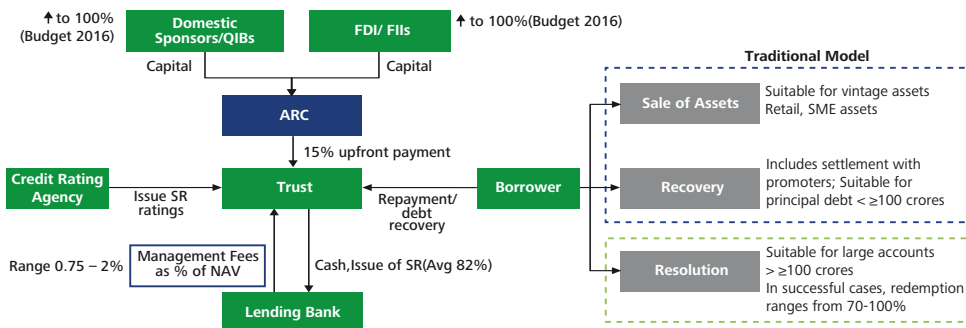 ↑ to 100%
(Budget 2016)
Domestic
Sponsors/QIBs
FDI/ FIIs
↑ to 100%(Budget 2016)
Capital
Capital
ARC
15% upfront payment
Credit Rating
Agency
Issue SR
ratings
Trust
Repayment/
debt
recovery
Borrower
Range 0.75 – 2%
Management Fees
as % of NAV
Cash,Issue of SR(Avg 82%)
Lending Bank
Traditional Model
Sale of Assets
Suitable for vintage assets
Retail, SME assets
Recovery
Includes settlement with
promoters; Suitable for
principal debt < ≥100 crores
Resolution
Suitable for large accounts
> ≥100 crores
In successful cases, redemption
ranges from 70-100%